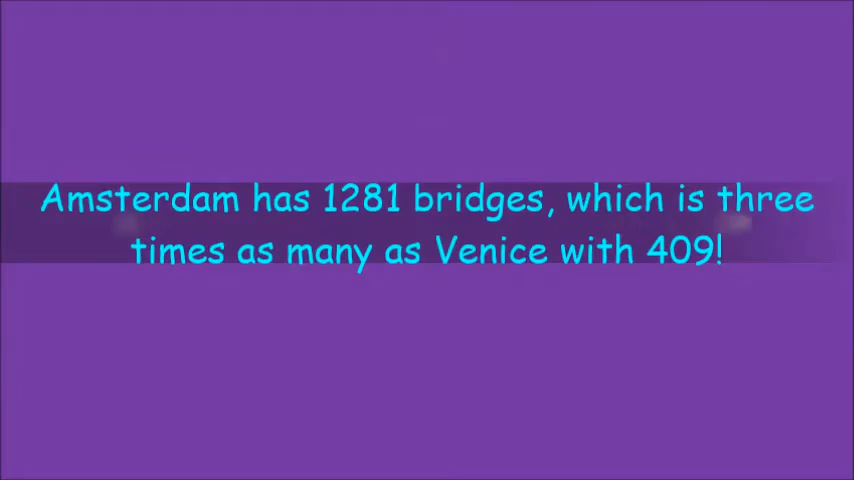 Amsterdam has 1281 bridges, which is three
times as many as Venice with 409!